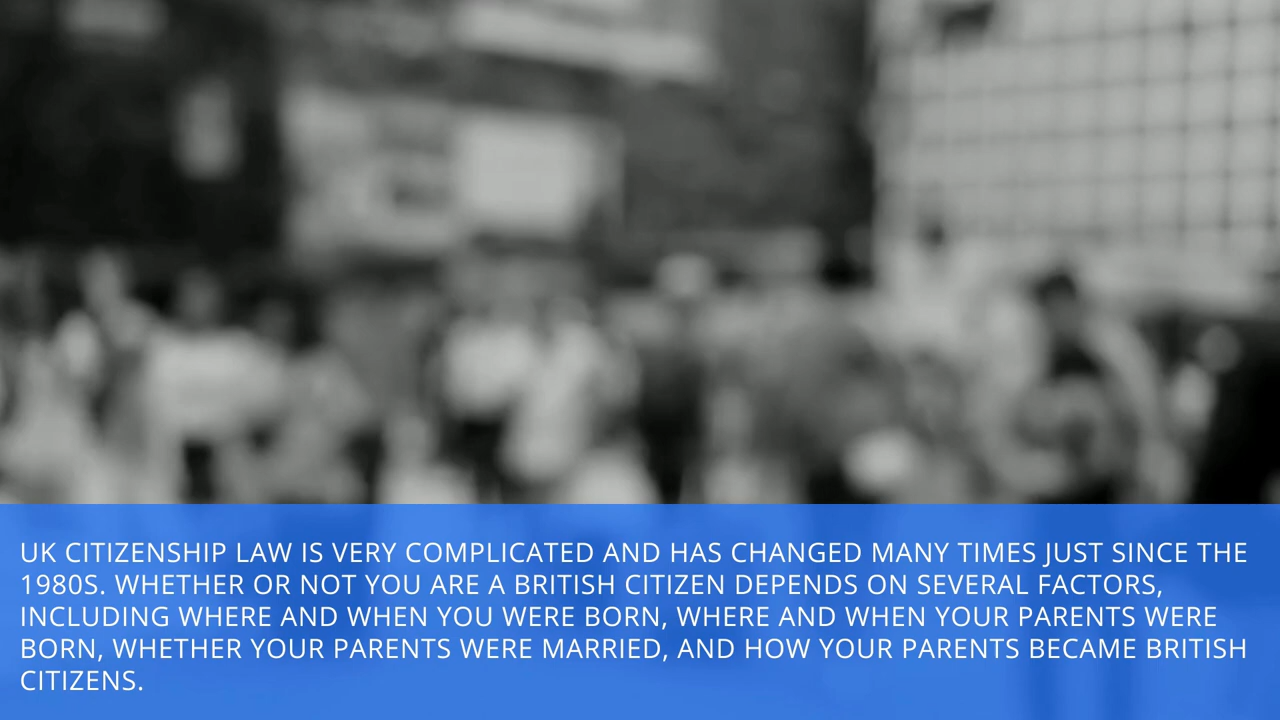 UK CITIZENSHIP LAW IS VERY COMPLICATED AND HAS CHANGED MANY TIMES JUST SINCE THE
1980S. WHETHER OR NOT YOU ARE A BRITISH CITIZEN DEPENDS ON SEVERAL FACTORS,
INCLUDING WHERE AND WHEN YOU WERE BORN, WHERE AND WHEN YOUR PARENTS WERE
BORN, WHETHER YOUR PARENTS WERE MARRIED, AND HOW YOUR PARENTS BECAME BRITISH
CITIZENS.